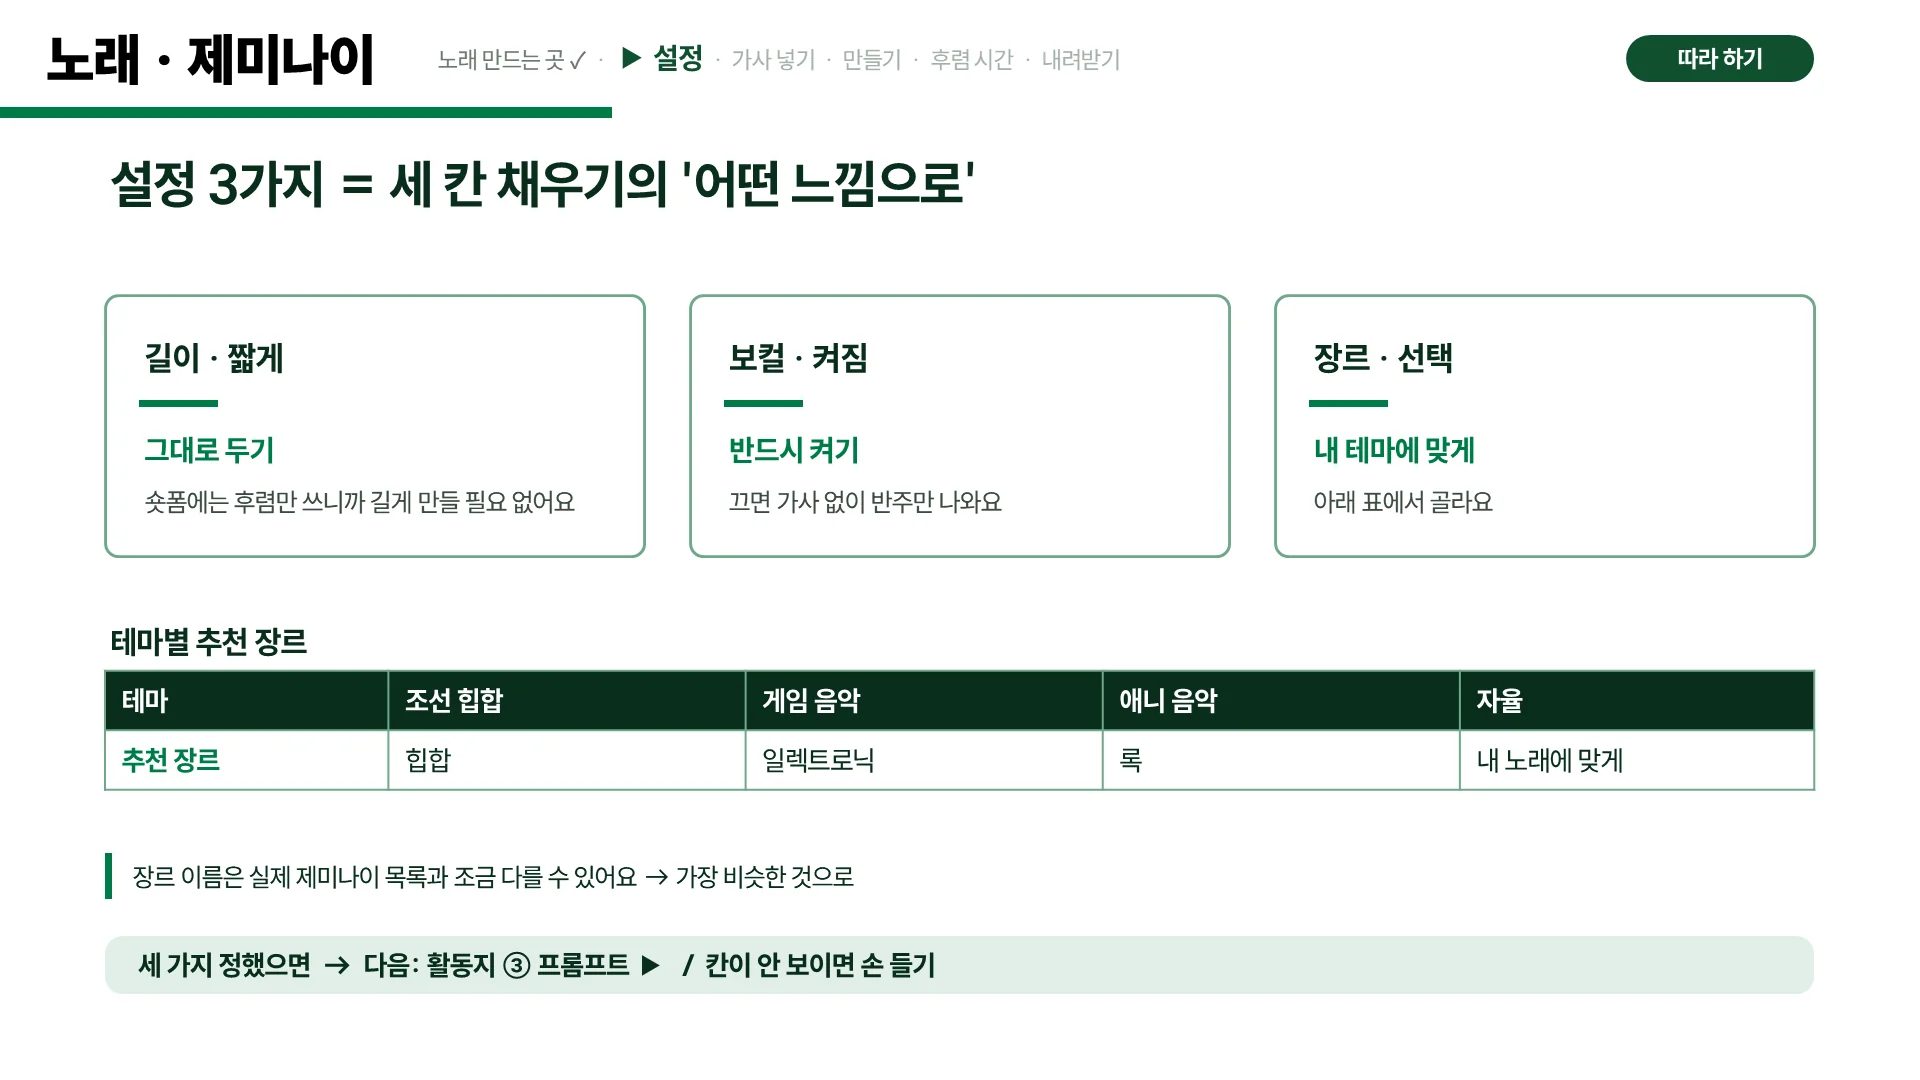 노래 · 제미나이
노래 만드는 곳 ✓ · ▶ 설정 · 가사 넣기 · 만들기 · 후렴 시간 · 내려받기
따라 하기
설정 3가지 = 세 칸 채우기의 '어떤 느낌으로'
길이 · 짧게
그대로 두기
숏폼에는 후렴만 쓰니까 길게 만들 필요 없어요
보컬 · 켜짐
반드시 켜기
끄면 가사 없이 반주만 나와요
장르 · 선택
내 테마에 맞게
아래 표에서 골라요
테마별 추천 장르
테마 조선 힙합 게임 음악 애니 음악 자율
추천 장르 힙합 일렉트로닉 록 내 노래에 맞게
장르 이름은 실제 제미나이 목록과 조금 다를 수 있어요 → 가장 비슷한 것으로
세 가지 정했으면 → 다음: 활동지 ③ 프롬프트 ▶ / 칸이 안 보이면 손 들기